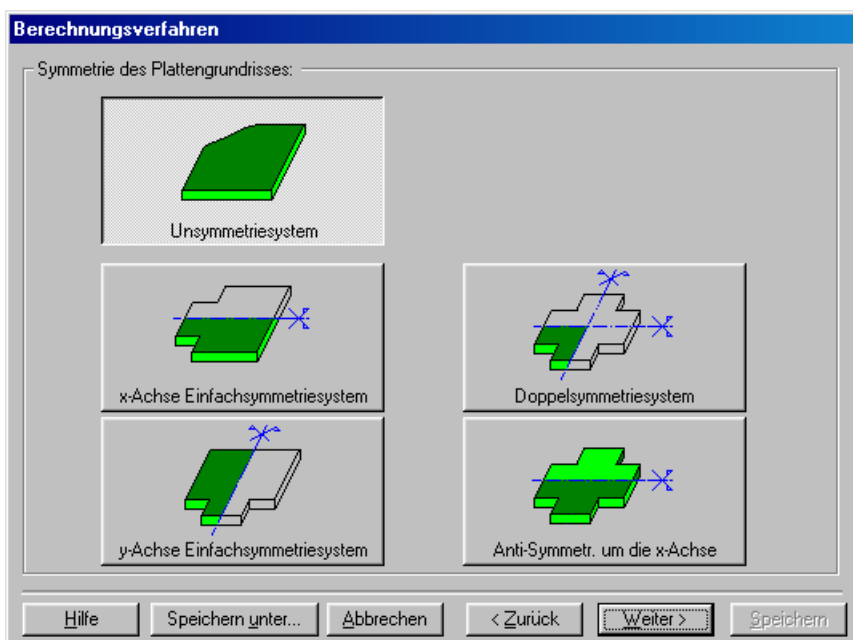 Berechnungsverfahren
Symmetrie des Plattengrundrisses:
Unsymmetriesystem
x-Achse Einfachsymmetriesystem
Doppelsymmetriesystem
y-Achse Einfachsymmetriesystem
Anti-Symmetr. um die x-Achse
Hilfe
Speichern unter...
Abbrechen
< Zurück
Weiter >
Speichern